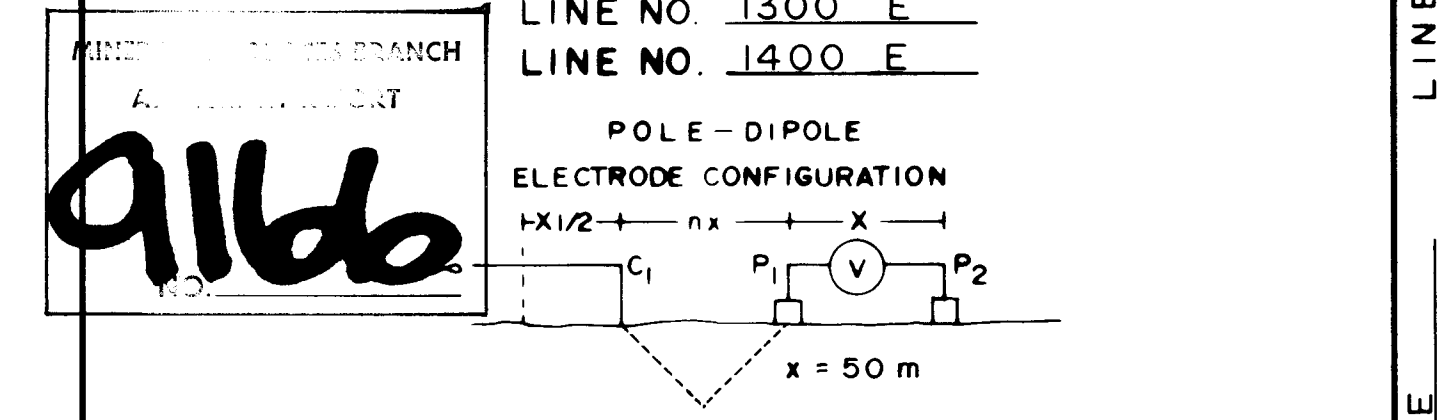 LINE NO. 1300 E
LINE NO. 1400 E
BRANCH
9166
NO.
POLE-DIPOLE
ELECTRODE CONFIGURATION
X1/2 nx X
C1 P1 V P2
x = 50 m
LINE
E